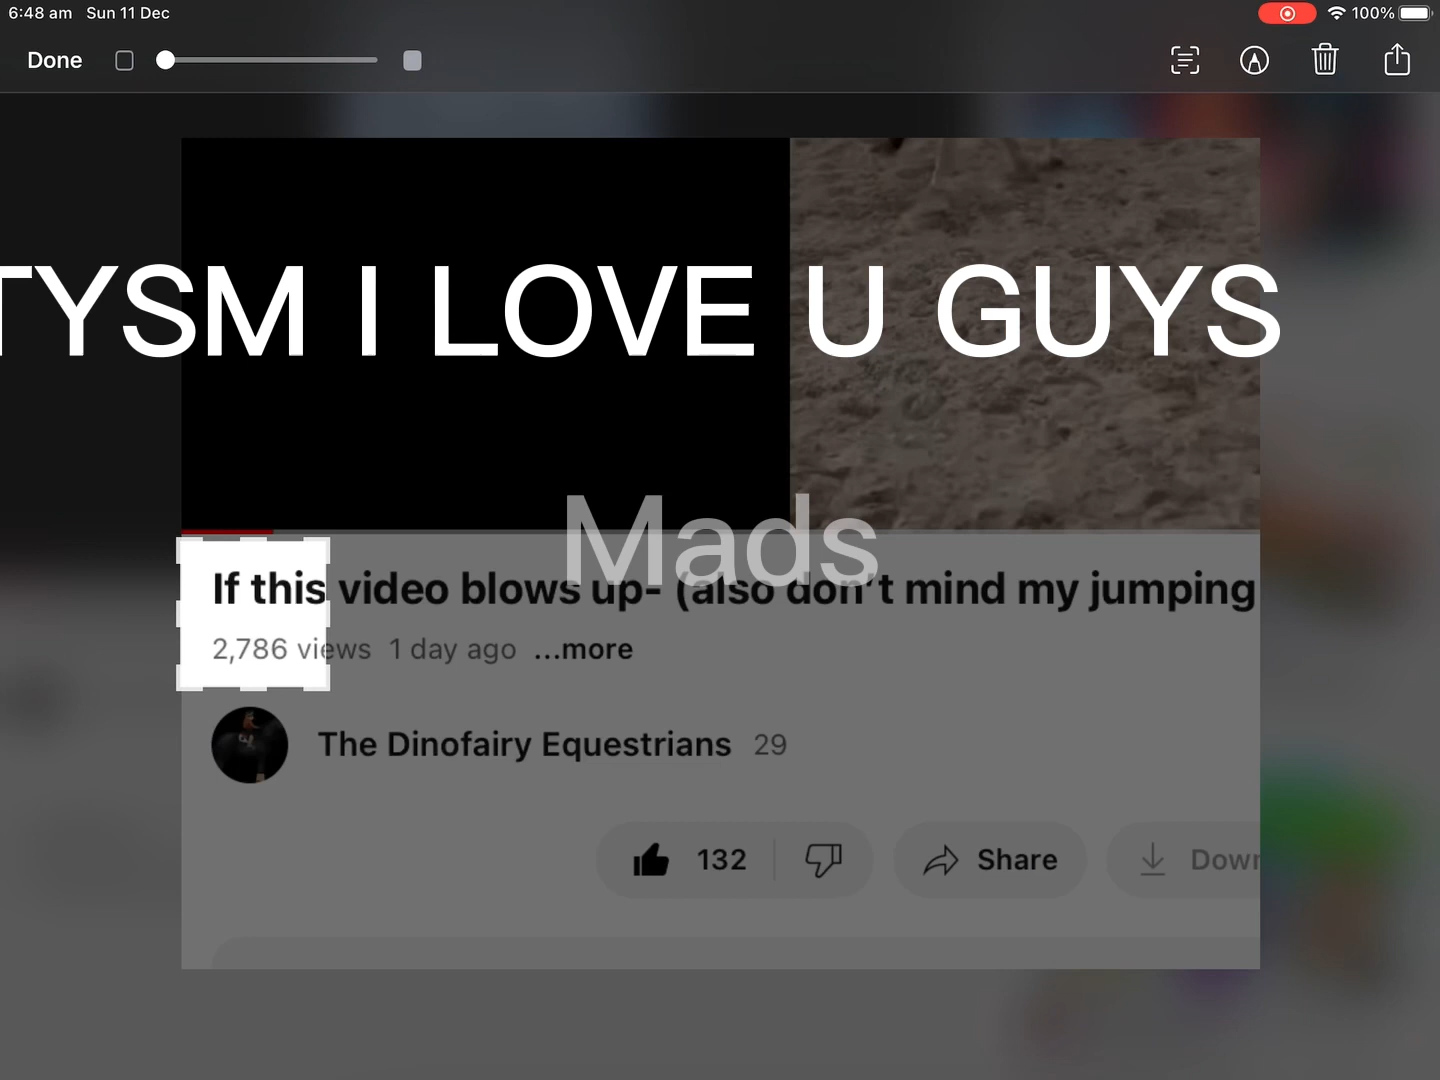 6:48 am Sun 11 Dec
100%
Done
TYSM I LOVE U GUYS
Mads
If this video blows up- (also don't mind my jumping
2,786 views 1 day ago ...more
The Dinofairy Equestrians 29
132 Share Down